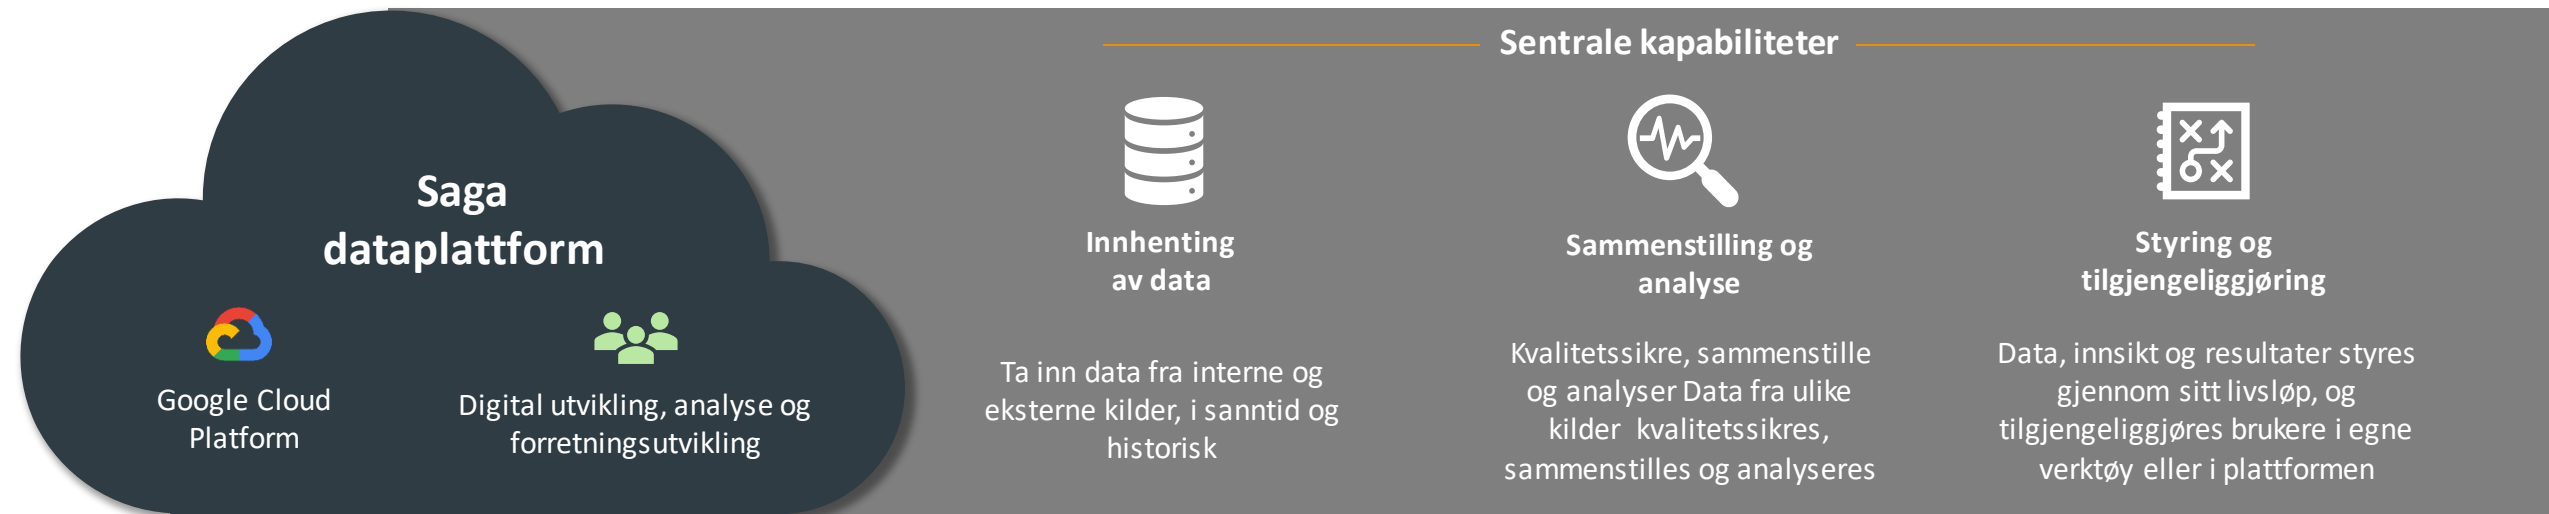 Saga
dataplattform
Google Cloud
Platform
Digital utvikling, analyse og
forretningsutvikling
Sentrale kapabiliteter
Innhenting
av data
Ta inn data fra interne og
eksterne kilder, i sanntid og
historisk
Sammenstilling og
analyse
Kvalitetssikre, sammenstille
og analyser Data fra ulike
kilder kvalitetssikres,
sammenstilles og analyseres
Styring og
tilgjengeliggjøring
Data, innsikt og resultater styres
gjennom sitt livsløp, og
tilgjengeliggjøres brukere i egne
verktøy eller i plattformen